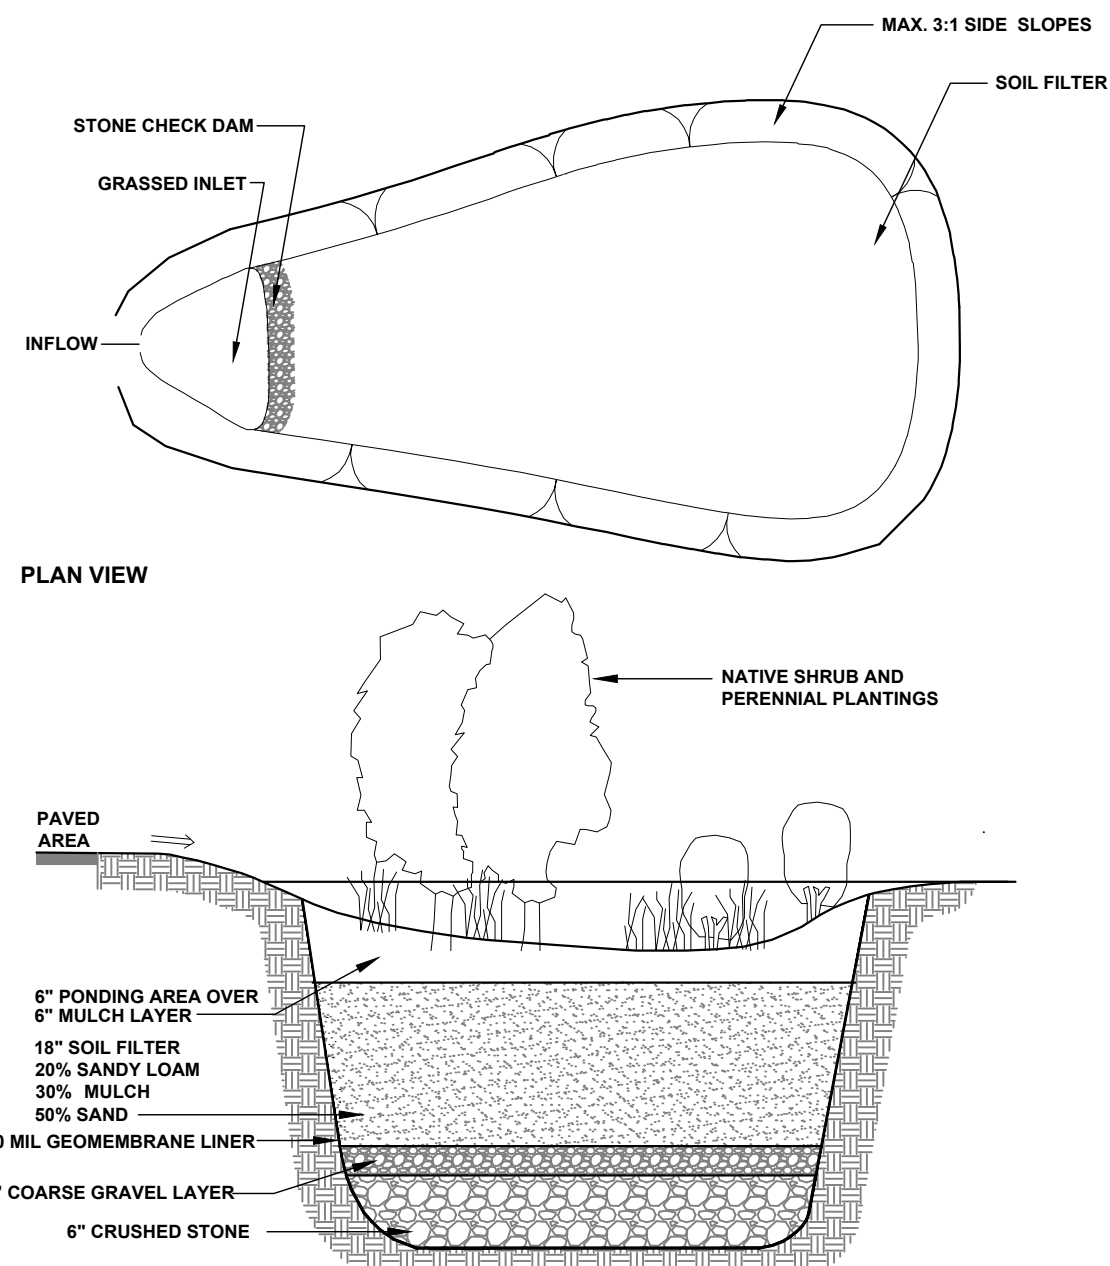 MAX. 3:1 SIDE SLOPES
SOIL FILTER
STONE CHECK DAM
GRASSED INLET
INFLOW
PLAN VIEW
NATIVE SHRUB AND
PERENNIAL PLANTINGS
PAVED
AREA
6" PONDING AREA OVER
6" MULCH LAYER
18" SOIL FILTER
20% SANDY LOAM
30% MULCH
50% SAND
MIL GEOMEMBRANE LINER
COARSE GRAVEL LAYER
6" CRUSHED STONE